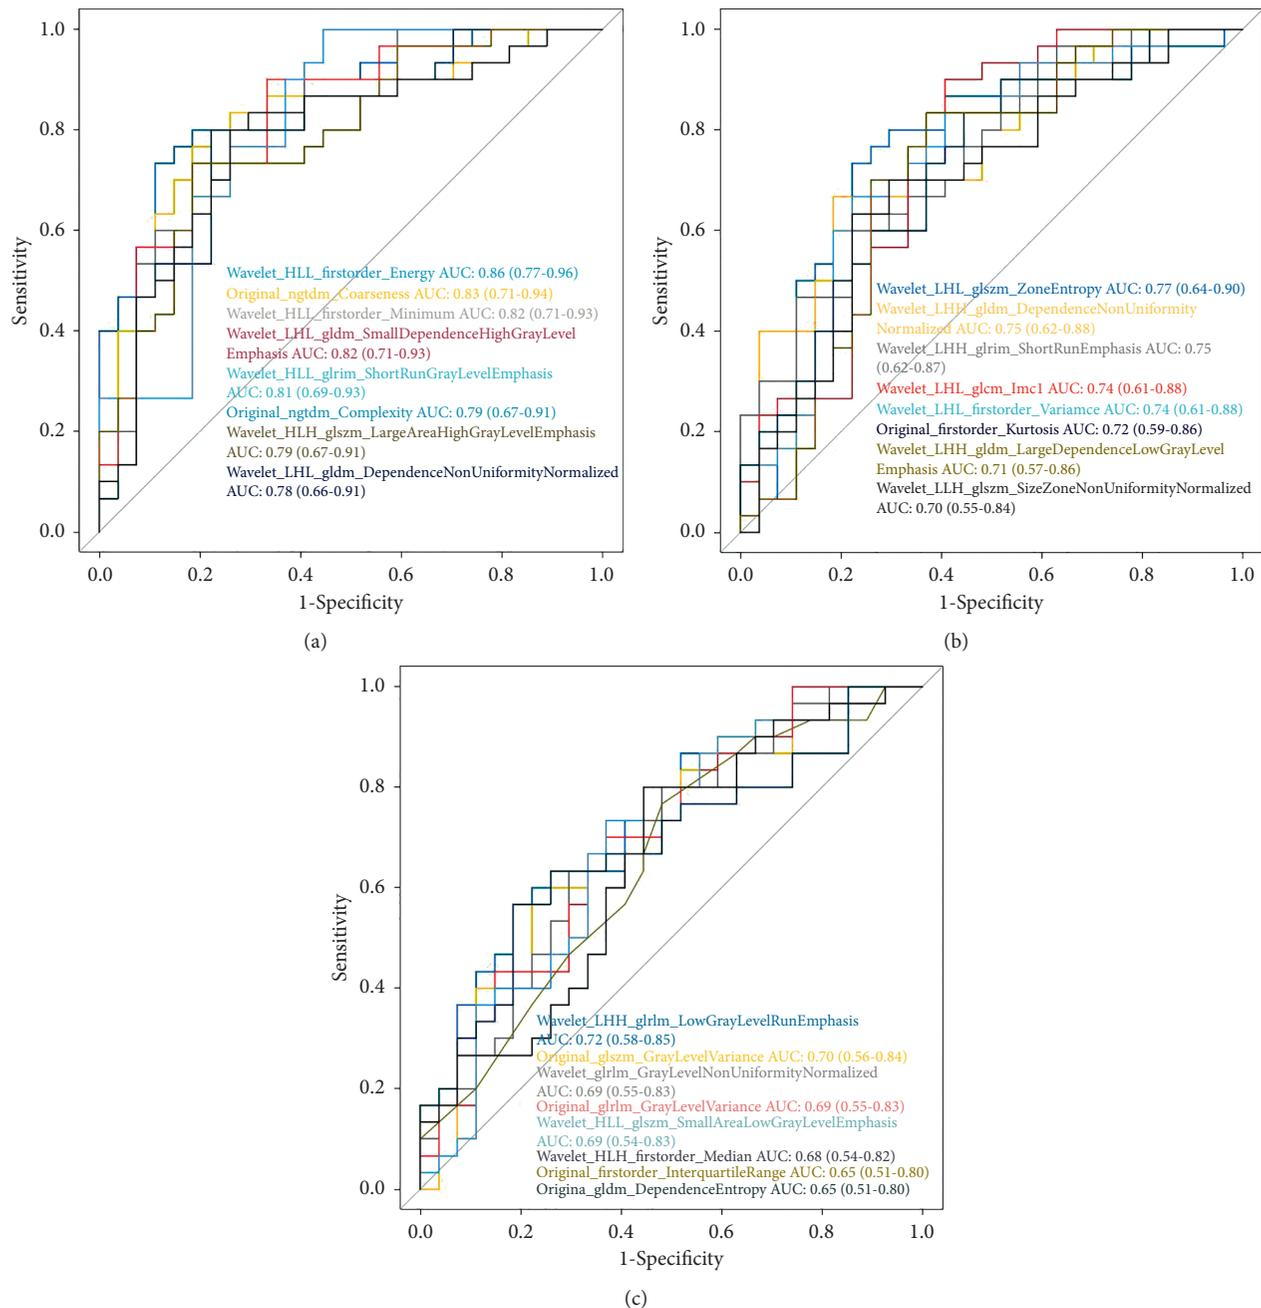 1.0
0.8
0.6
0.4
0.2
0.0
Sensitivity
Wavelet_HLL_firstorder_Energy AUC: 0.86 (0.77-0.96)
Original_ngtdm_Coarseness AUC: 0.83 (0.71-0.94)
Wavelet_HLL_firstorder_Minimum AUC: 0.82 (0.71-0.93)
Wavelet_LHL_gldm_SmallDependenceHighGrayLevel
Emphasis AUC: 0.82 (0.71-0.93)
Wavelet_HLL_glrim_ShortRunGrayLevelEmphasis
AUC: 0.81 (0.69-0.93)
Original_ngtdm_Complexity AUC: 0.79 (0.67-0.91)
Wavelet_HLH_glszm_LargeAreaHighGrayLevelEmphasis
AUC: 0.79 (0.67-0.91)
Wavelet_LHL_gldm_DependenceNonUniformityNormalized
AUC: 0.78 (0.66-0.91)
0.0 0.2 0.4 0.6 0.8 1.0
1-Specificity
(a)
1.0
0.8
0.6
0.4
0.2
0.0
Sensitivity
Wavelet_LHL_glszm_ZoneEntropy AUC: 0.77 (0.64-0.90)
Wavelet_LHH_gldm_DependenceNonUniformity
Normalized AUC: 0.75 (0.62-0.88)
Wavelet_LHH_glrim_ShortRunEmphasis AUC: 0.75
(0.62-0.87)
Wavelet_LHL_glcm_Imc1 AUC: 0.74 (0.61-0.88)
Wavelet_LHL_firstorder_Variance AUC: 0.74 (0.61-0.88)
Original_firstorder_Kurtosis AUC: 0.72 (0.59-0.86)
Wavelet_LHH_gldm_LargeDependenceLowGrayLevel
Emphasis AUC: 0.71 (0.57-0.86)
Wavelet_LLH_glszm_SizeZoneNonUniformityNormalized
AUC: 0.70 (0.55-0.84)
0.0 0.2 0.4 0.6 0.8 1.0
1-Specificity
(b)
1.0
0.8
0.6
0.4
0.2
0.0
Sensitivity
Wavelet_LHH_glrlm_LowGrayLevelRunEmphasis
AUC: 0.72 (0.58-0.85)
Original_glszm_GrayLevelVariance AUC: 0.70 (0.56-0.84)
Wavelet_glrlm_GrayLevelNonUniformityNormalized
AUC: 0.69 (0.55-0.83)
Original_glrlm_GrayLevelVariance AUC: 0.69 (0.55-0.83)
Wavelet_HLL_glszm_SmallAreaLowGrayLevelEmphasis
AUC: 0.69 (0.54-0.83)
Wavelet_HLH_firstorder_Median AUC: 0.68 (0.54-0.82)
Original_firstorder_InterquartileRange AUC: 0.65 (0.51-0.80)
Origina_gldm_DependenceEntropy AUC: 0.65 (0.51-0.80)
0.0 0.2 0.4 0.6 0.8 1.0
1-Specificity
(c)